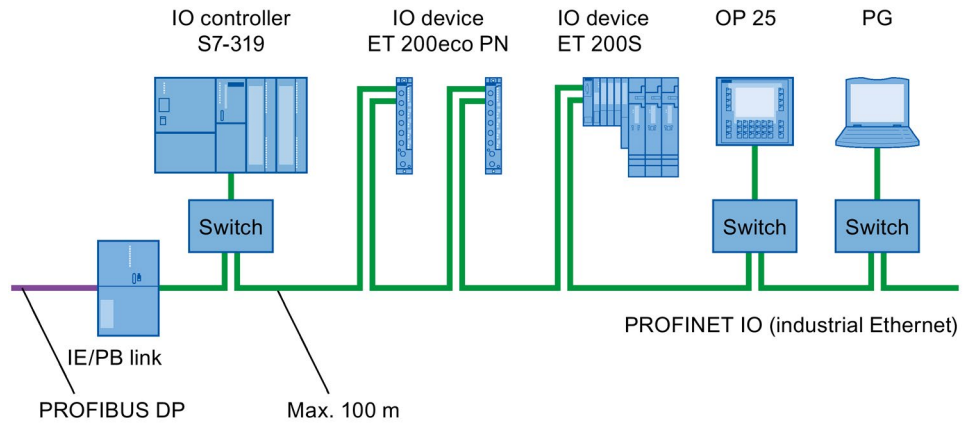 IO controller
S7-319
IO device
ET 200eco PN
IO device
ET 200S
OP 25
PG
Switch
Switch
Switch
IE/PB link
PROFINET IO (industrial Ethernet)
PROFIBUS DP
Max. 100 m